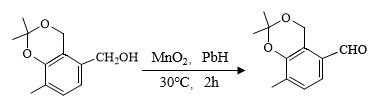 O
O
CH₂OH
MnO₂, PbH
30℃, 2h
O
O
CHO